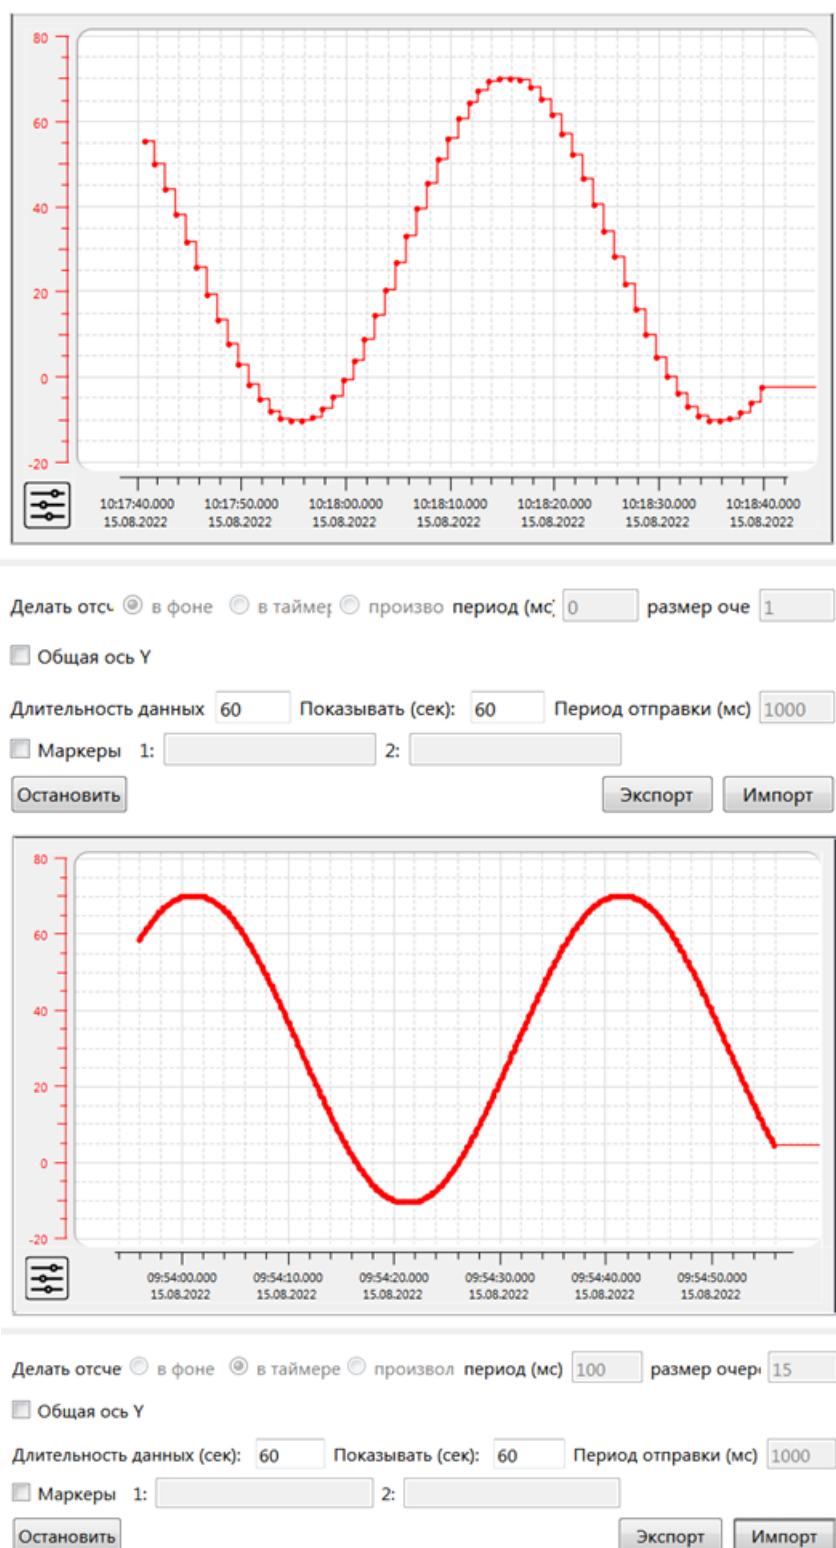 80
60
40
20
0
-20
10:17:40.000 10:17:50.000 10:18:00.000 10:18:10.000 10:18:20.000 10:18:30.000 10:18:40.000
15.08.2022 15.08.2022 15.08.2022 15.08.2022 15.08.2022 15.08.2022 15.08.2022
Делать отсч в фоне в таймер произво период (мс) 0 размер оче 1
Общая ось Y
Длительность данных 60 Показывать (сек): 60 Период отправки (мс) 1000
Маркеры 1: 2:
Остановить Экспорт Импорт
80
60
40
20
0
-20
09:54:00.000 09:54:10.000 09:54:20.000 09:54:30.000 09:54:40.000 09:54:50.000
15.08.2022 15.08.2022 15.08.2022 15.08.2022 15.08.2022 15.08.2022
Делать отсче в фоне в таймере произвол период (мс) 100 размер очер 15
Общая ось Y
Длительность данных (сек): 60 Показывать (сек): 60 Период отправки (мс) 1000
Маркеры 1: 2:
Остановить Экспорт Импорт